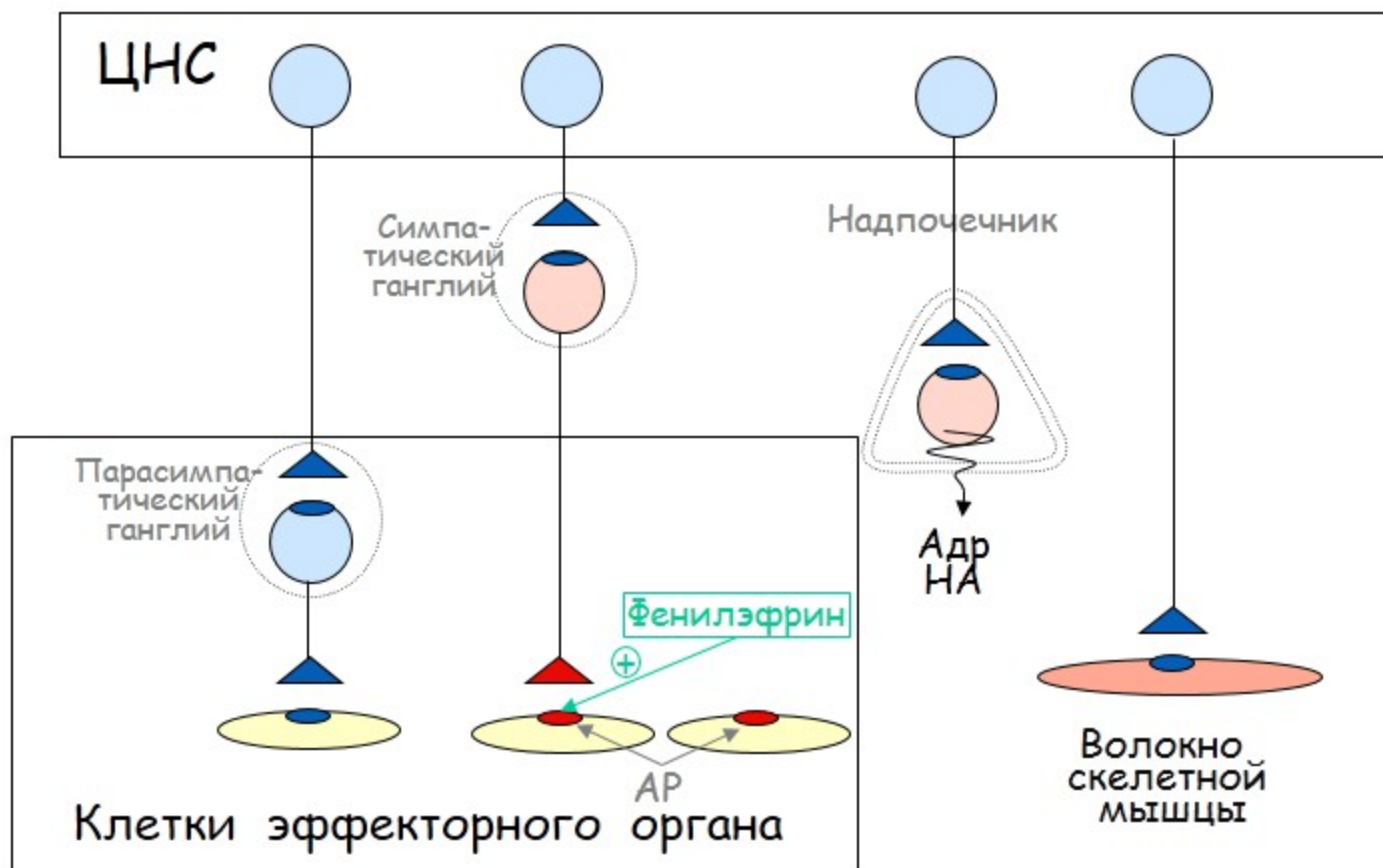 ЦНС
Симпа-
тический
ганглий
Надпочечник
Парасимпа-
тический
ганглий
Адр
НА
Фенилэфрин
+
АР
Волокно
скелетной
мышцы
Клетки эффекторного органа